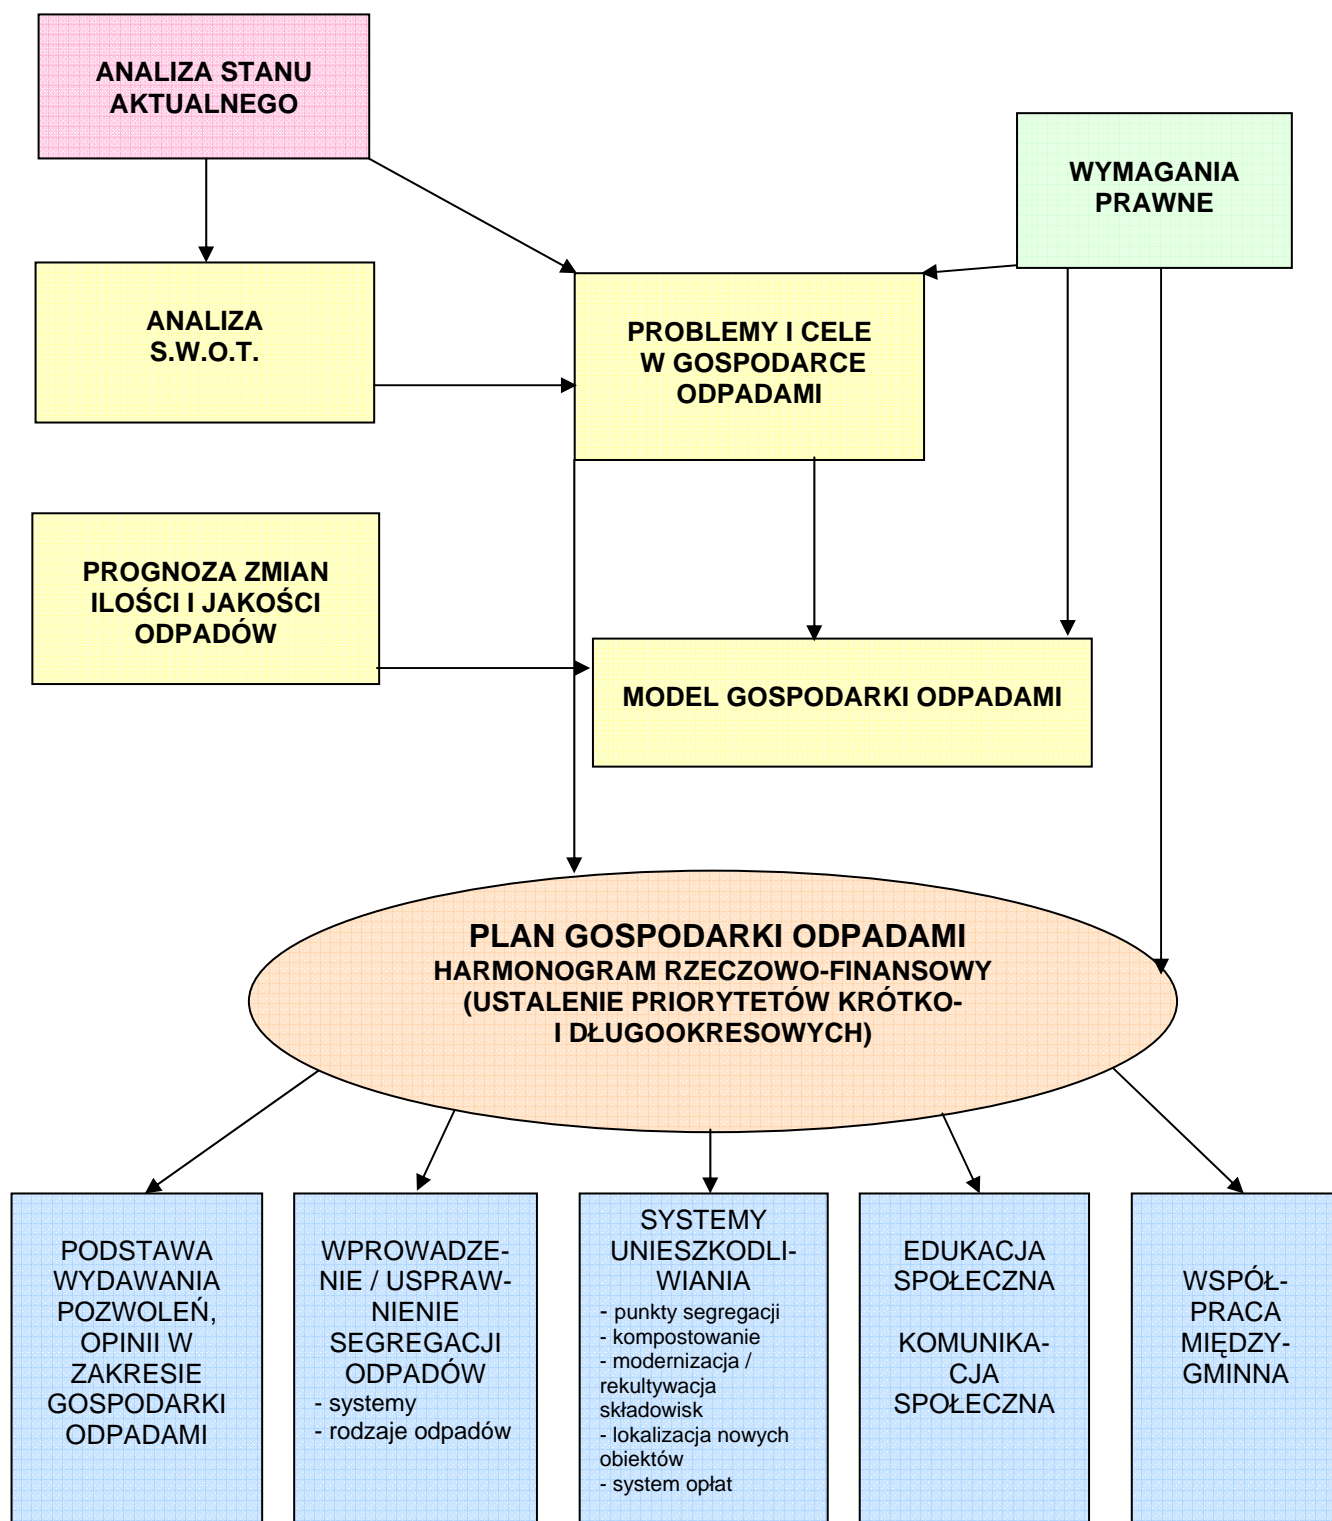 ANALIZA STANU
AKTUALNEGO
WYMAGANIA
PRAWNE
ANALIZA
S.W.O.T.
PROBLEMY I CELE
W GOSPODARCE
ODPADAMI
PROGNOZA ZMIAN
ILOŚCI I JAKOŚCI
ODPADÓW
MODEL GOSPODARKI ODPADAMI
PLAN GOSPODARKI ODPADAMI
HARMONOGRAM RZECZOWO-FINANSOWY
(USTALENIE PRIORYTETÓW KRÓTKO-
I DŁUGOOKRESOWYCH)
PODSTAWA
WYDAWANIA
POZWOLEŃ,
OPINII W
ZAKRESIE
GOSPODARKI
ODPADAMI
WPROWADZE-
NIE / USPRAW-
NIENIE
SEGREGACJI
ODPADÓW
- systemy
- rodzaje odpadów
SYSTEMY
UNIESZKODLI-
WIANIA
- punkty segregacji
- kompostowanie
- modernizacja /
rekultywacja
składowisk
- lokalizacja nowych
obiektów
- system opłat
EDUKACJA
SPOŁECZNA
KOMUNIKA-
CJA
SPOŁECZNA
WSPÓŁ-
PRACA
MIĘDZY-
GMINNA